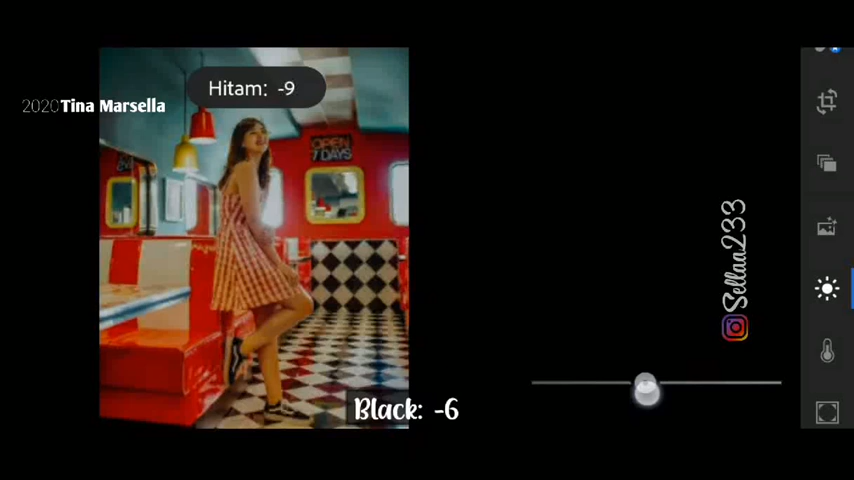 Hitam: -9
2020Tina Marsella
OPEN
7 DAYS
Sellaa233
Black: -6